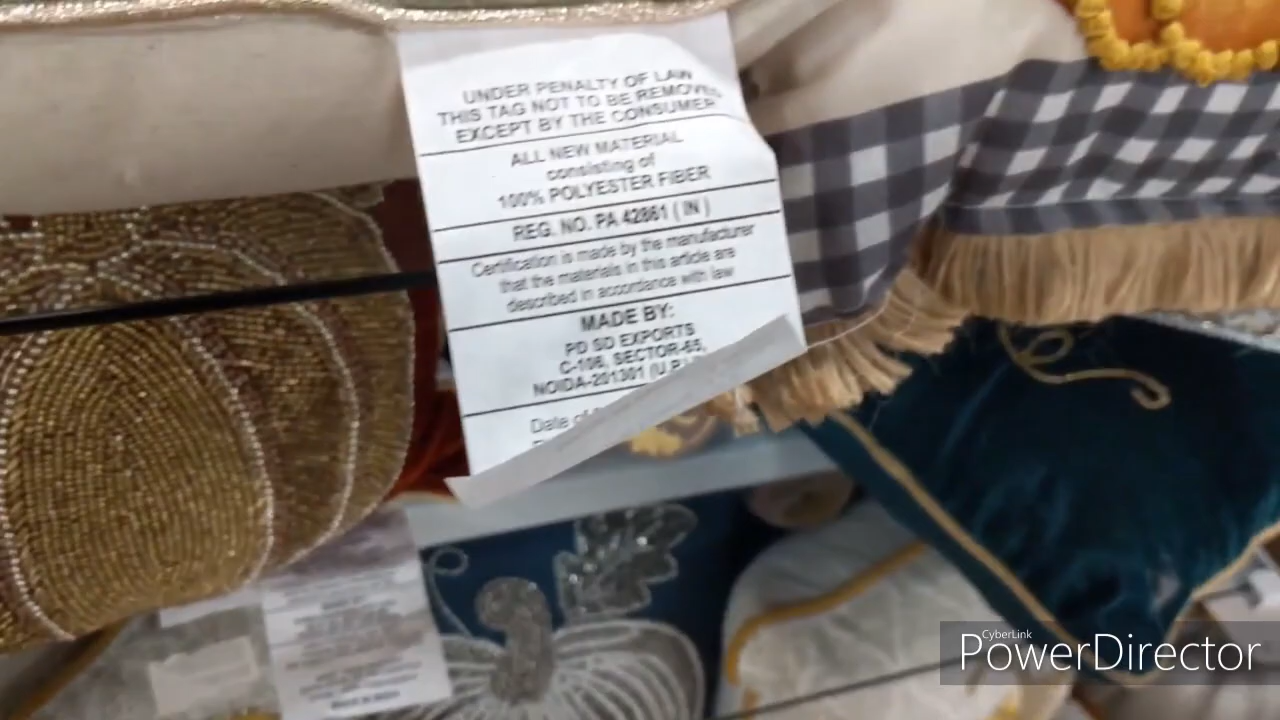 UNDER PENALTY OF LAW
THIS TAG NOT TO BE REMOVED
EXCEPT BY THE CONSUMER
ALL NEW MATERIAL
consisting of
100% POLYESTER FIBER
REG. NO. PA 42861 ( IN )
Certification is made by the manufacturer
that the materials in this article are
described in accordance with law
MADE BY:
PD SD EXPORTS
C-106, SECTOR-65,
NOIDA-201301 (U.P.)
Date of
CyberLink
PowerDirector